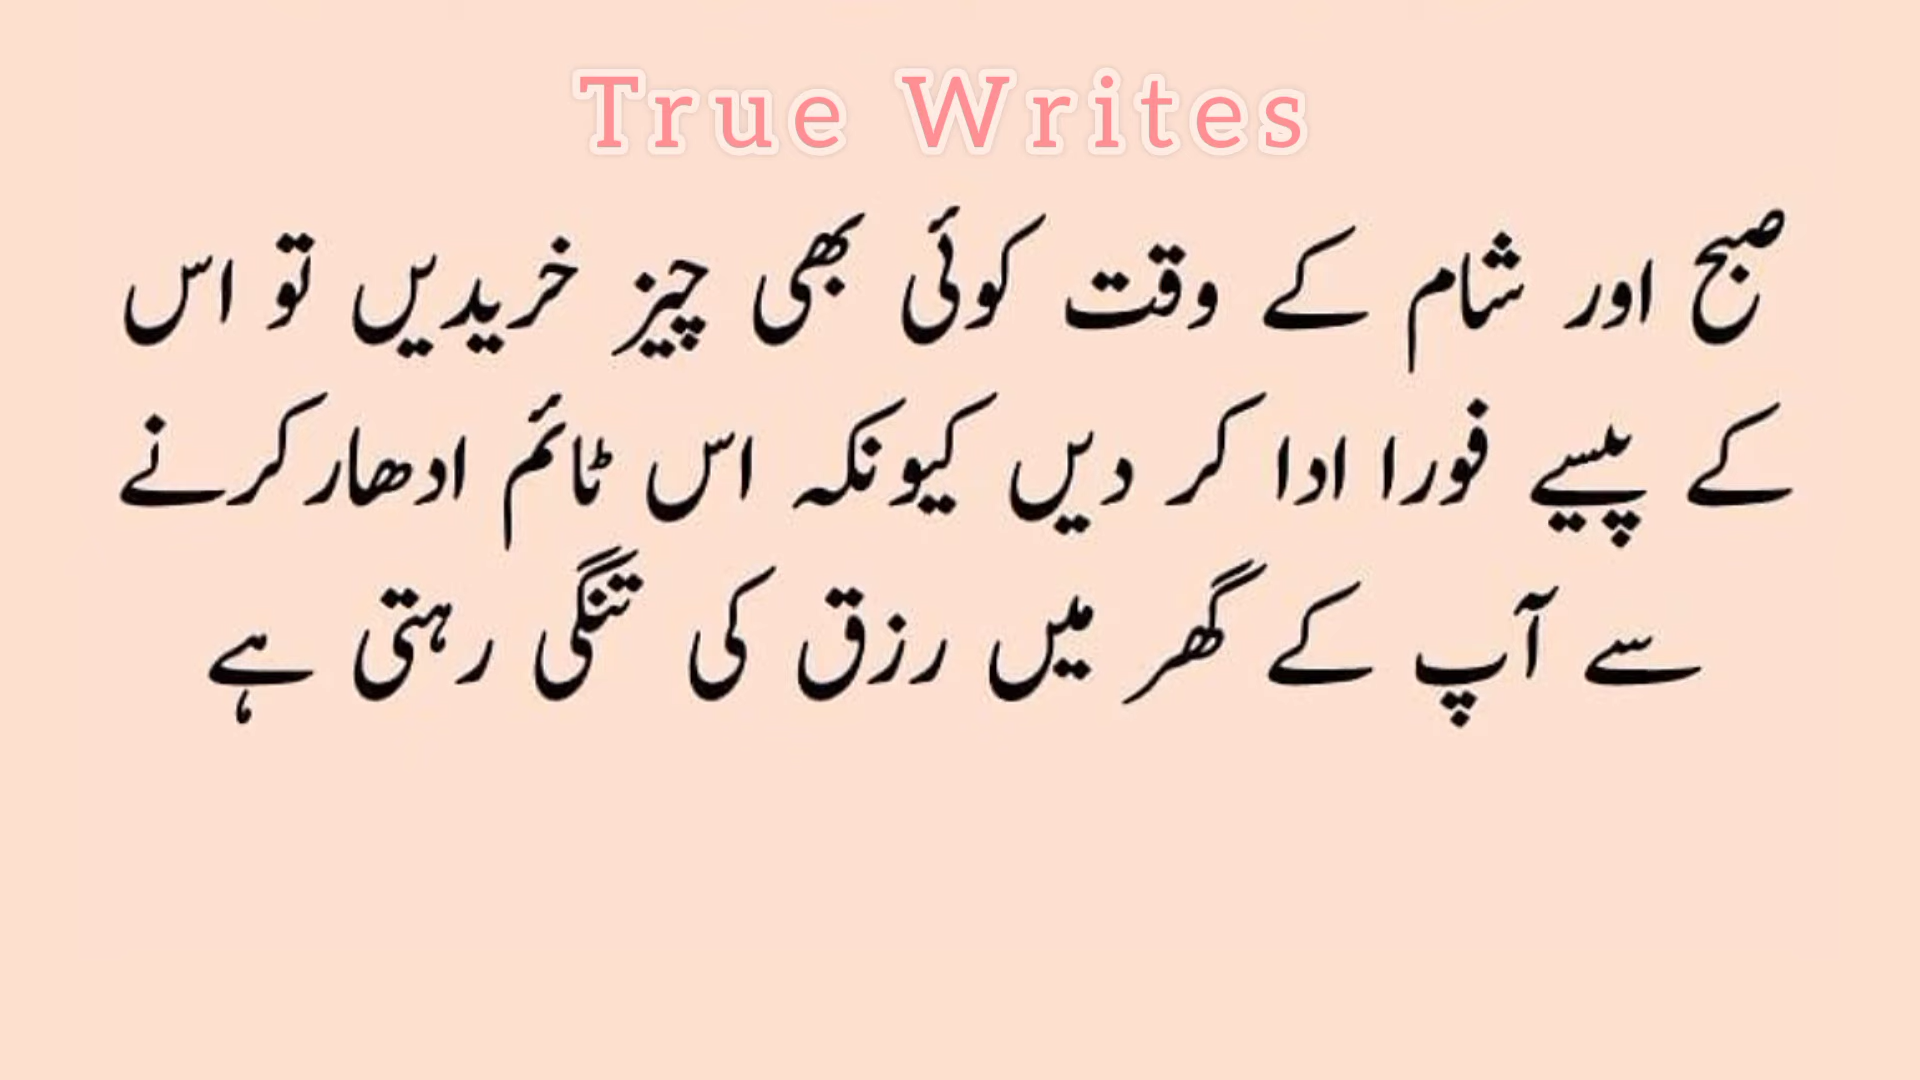 True Writes
صبح اور شام کے وقت کوئی بھی چیز خریدیں تو اس
کے پیسے فورا ادا کر دیں کیونکہ اس ٹائم ادھار کرنے
سے آپ کے گھر میں رزق کی تنگی رہتی ہے